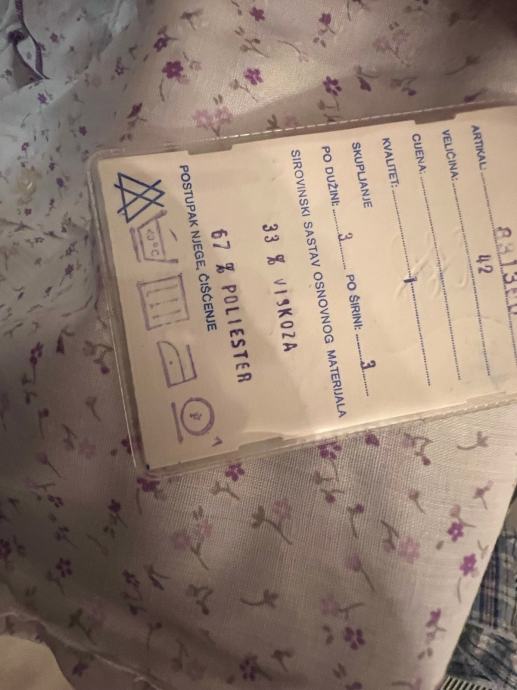 ARTIKAL:
VELIČINA: 42
CIJENA:
KVALITET: 1
SKUPLJANJE
PO DUŽINI: 3 PO ŠIRINI: 3
SIROVINSKI SASTAV OSNOVNOG MATERIJALA
33 % VISKOZA
67 % POLIESTER
POSTUPAK NJEGE, ČIŠĆENJE